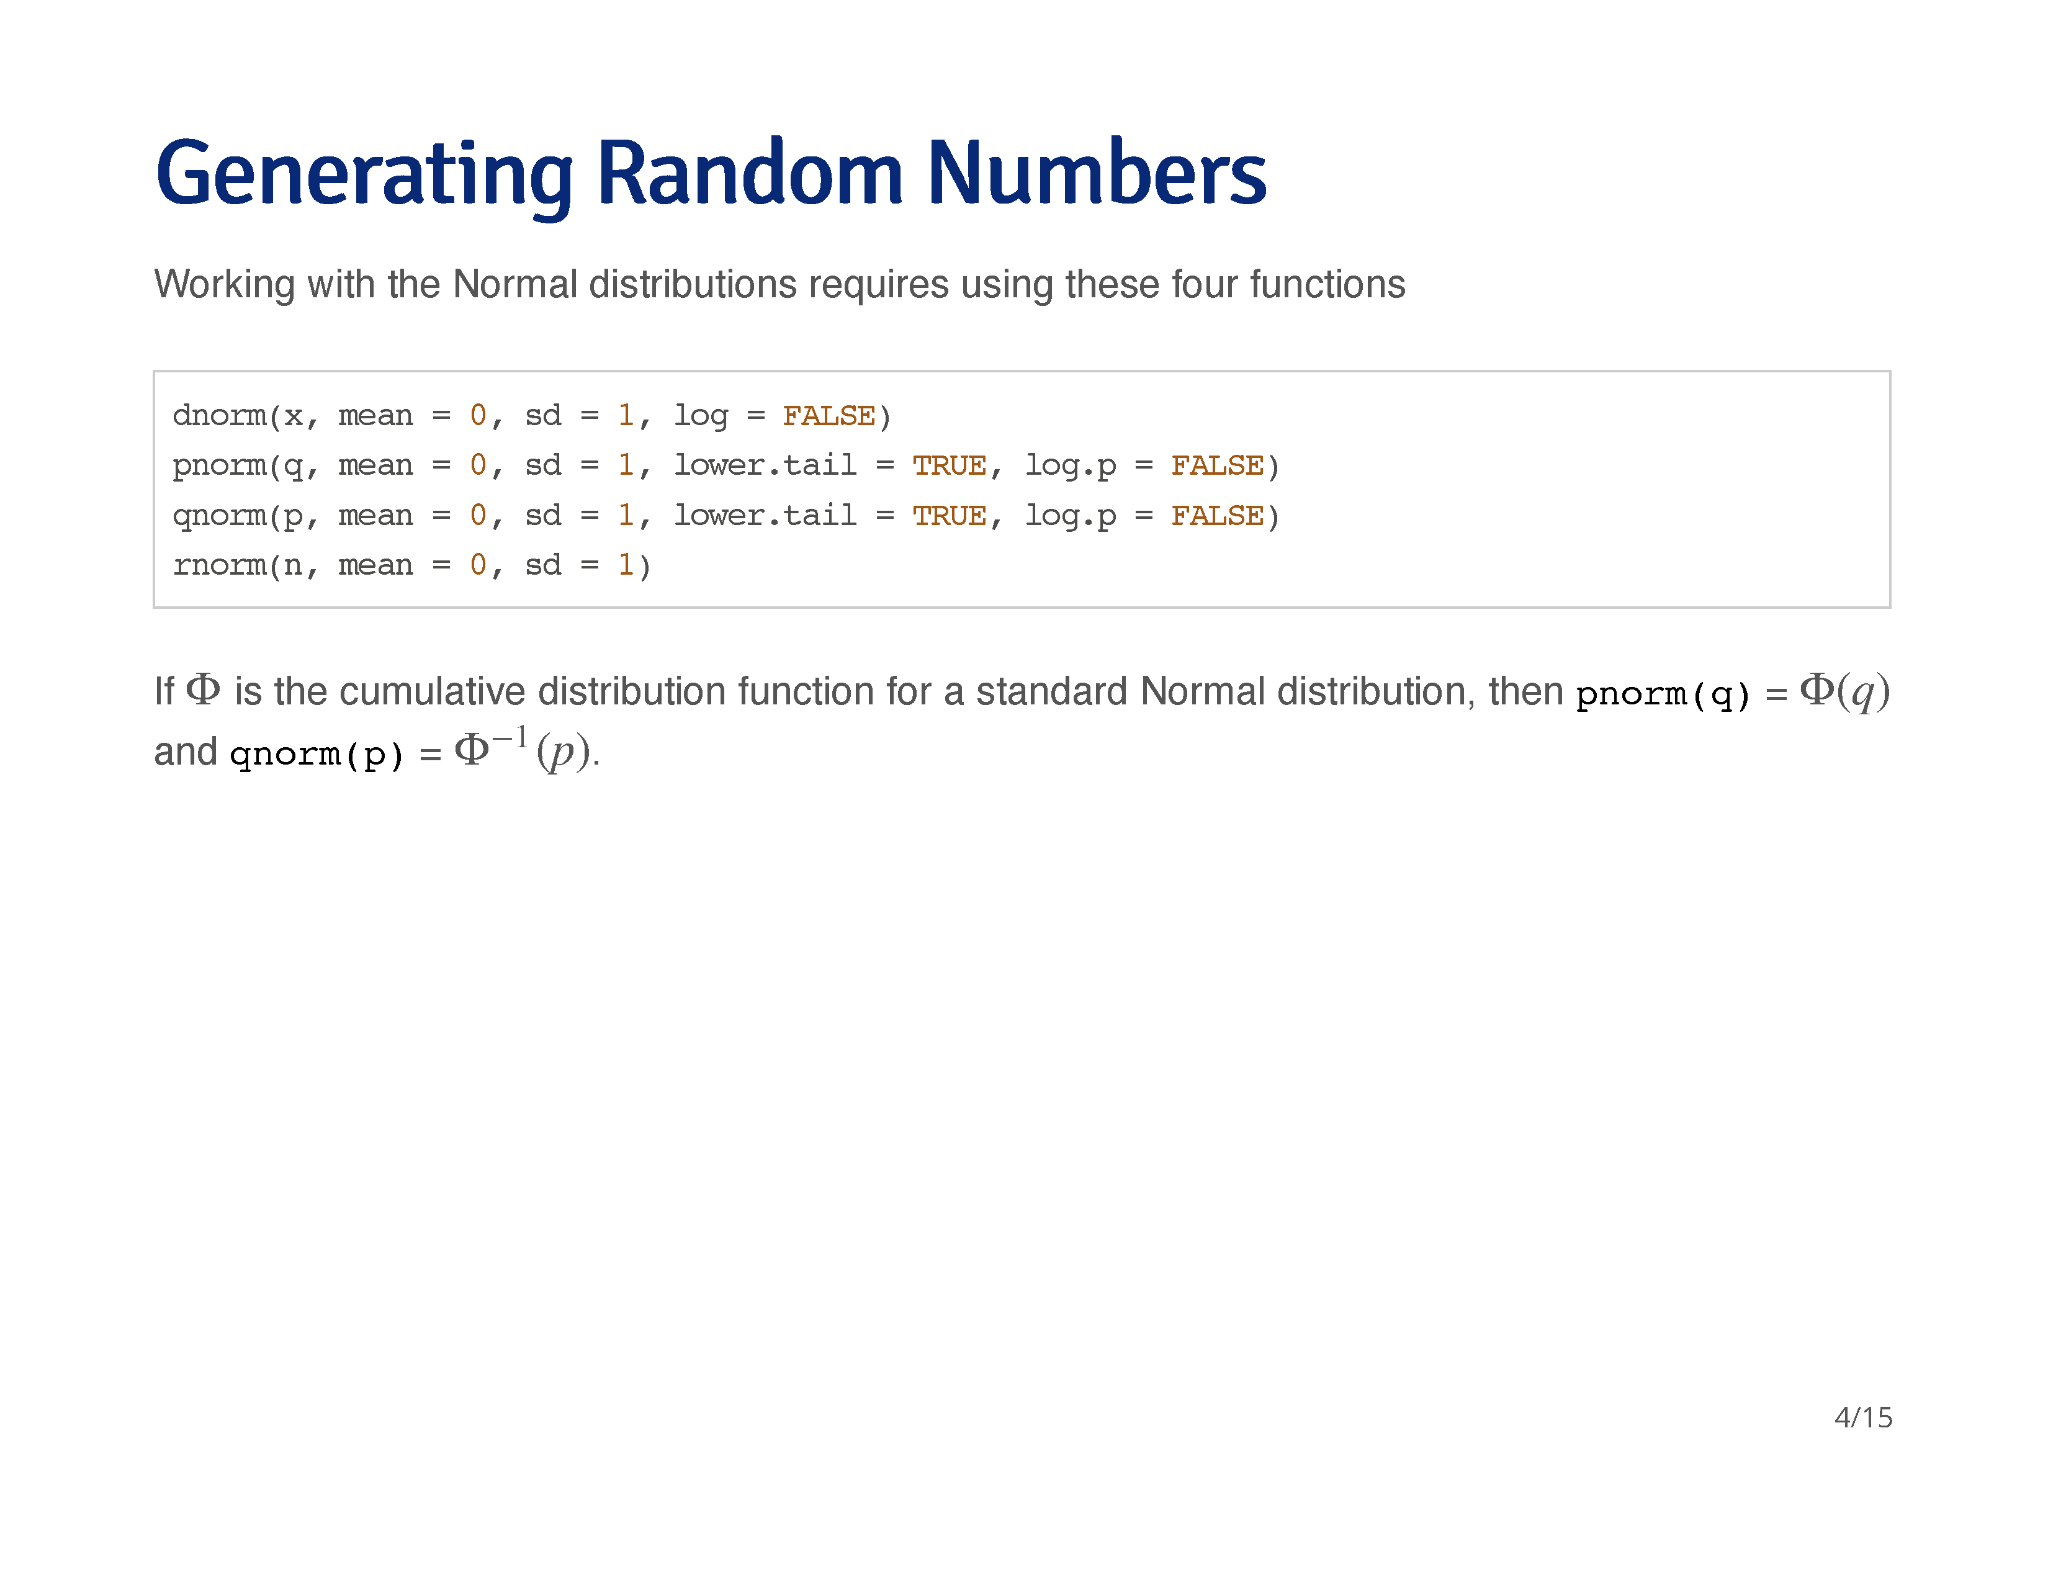 Generating Random Numbers
Working with the Normal distributions requires using these four functions
dnorm(x, mean = 0, sd = 1, log = FALSE)
pnorm(q, mean = 0, sd = 1, lower.tail = TRUE, log.p = FALSE)
qnorm(p, mean = 0, sd = 1, lower.tail = TRUE, log.p = FALSE)
rnorm(n, mean = 0, sd = 1)
If Φ is the cumulative distribution function for a standard Normal distribution, then pnorm(q) = Φ(q)
and qnorm(p) = Φ⁻¹(p).
4/15